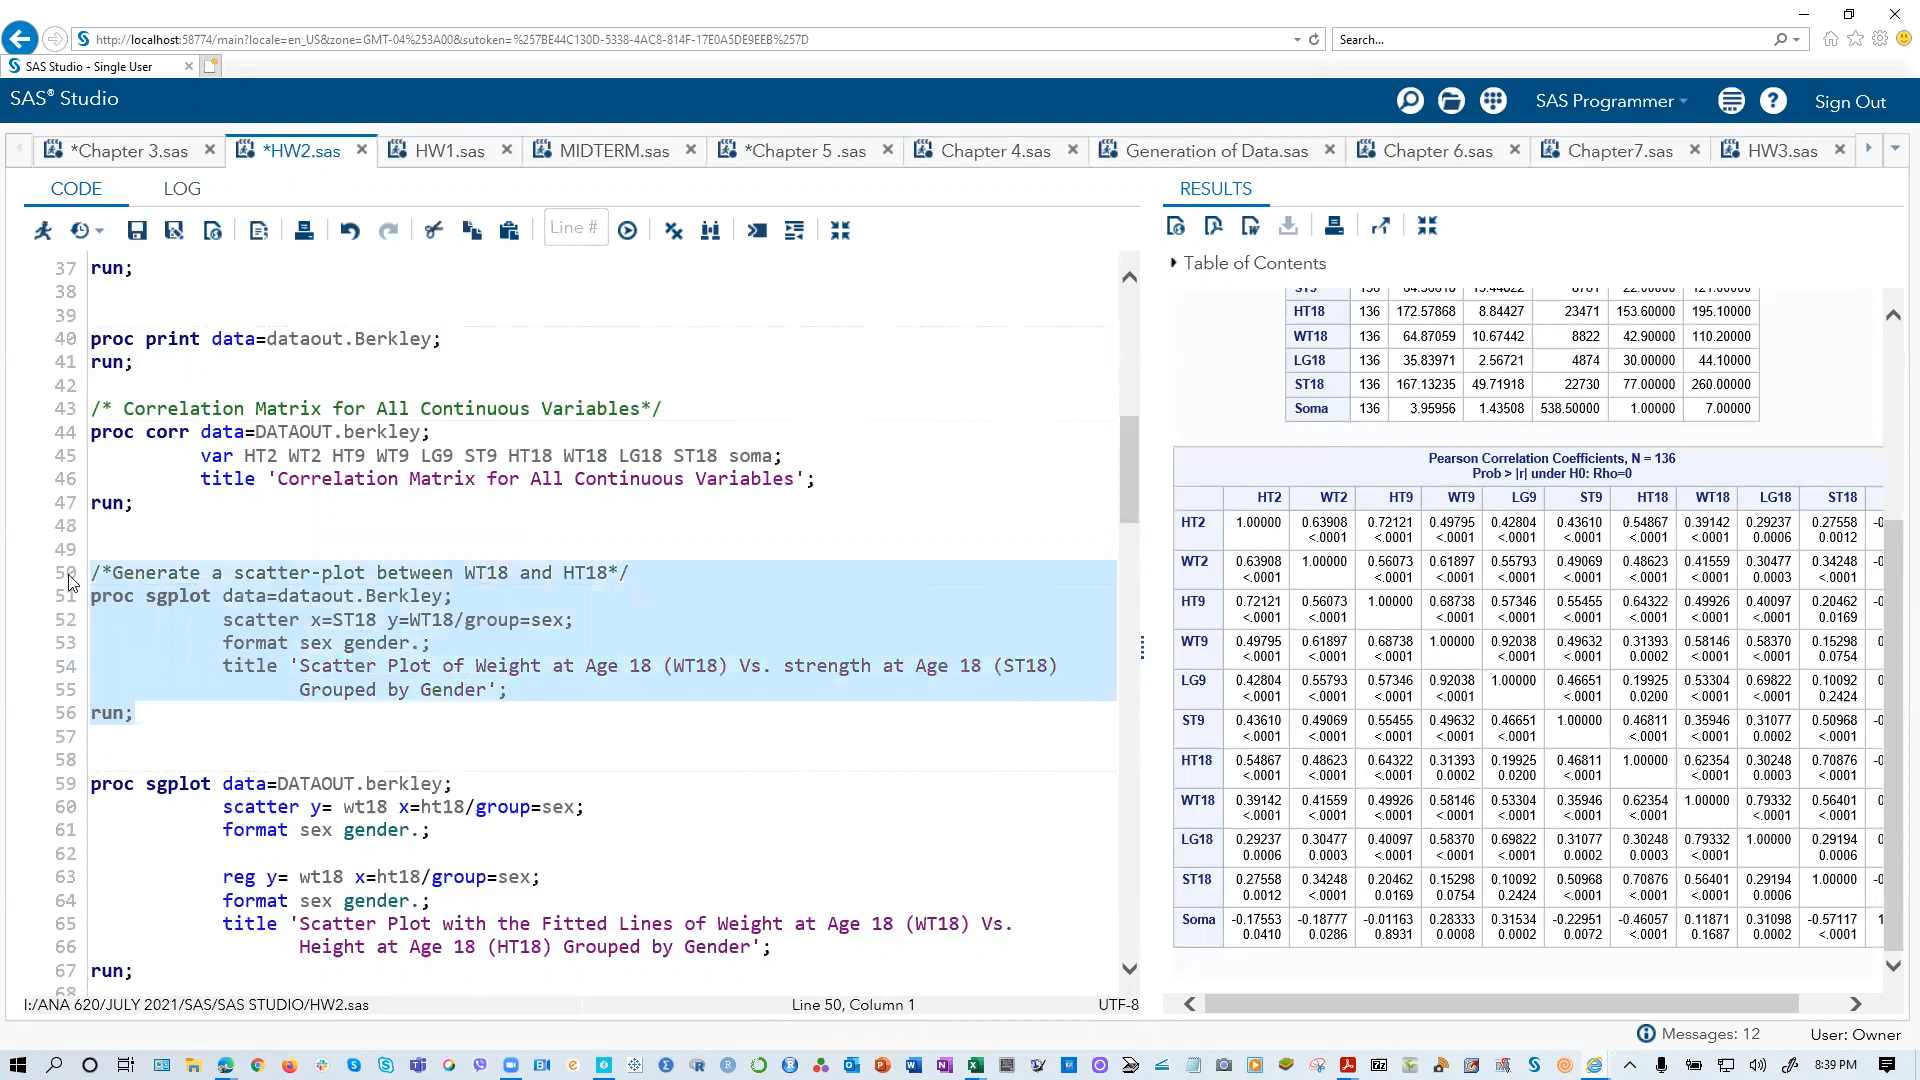 http://localhost:58774/main?locale=en_US&zone=GMT-04%253A00&sutoken=%257BE44C130D-5338-4AC8-814F-17E0A5DE9EEB%257D
Search...
SAS Studio - Single User
SAS® Studio
SAS Programmer
Sign Out
*Chapter 3.sas
*HW2.sas
HW1.sas
MIDTERM.sas
*Chapter 5 .sas
Chapter 4.sas
Generation of Data.sas
Chapter 6.sas
Chapter7.sas
HW3.sas
CODE
LOG
Line #
37 run;
38
39
40 proc print data=dataout.Berkley;
41 run;
42
43 /* Correlation Matrix for All Continuous Variables*/
44 proc corr data=DATAOUT.berkley;
45 var HT2 WT2 HT9 WT9 LG9 ST9 HT18 WT18 LG18 ST18 soma;
46 title 'Correlation Matrix for All Continuous Variables';
47 run;
48
49
50 /*Generate a scatter-plot between WT18 and HT18*/
51 proc sgplot data=dataout.Berkley;
52 scatter x=ST18 y=WT18/group=sex;
53 format sex gender.;
54 title 'Scatter Plot of Weight at Age 18 (WT18) Vs. strength at Age 18 (ST18)
55 Grouped by Gender';
56 run;
57
58
59 proc sgplot data=DATAOUT.berkley;
60 scatter y= wt18 x=ht18/group=sex;
61 format sex gender.;
62
63 reg y= wt18 x=ht18/group=sex;
64 format sex gender.;
65 title 'Scatter Plot with the Fitted Lines of Weight at Age 18 (WT18) Vs.
66 Height at Age 18 (HT18) Grouped by Gender';
67 run;
68
I:/ANA 620/JULY 2021/SAS/SAS STUDIO/HW2.sas
Line 50, Column 1
UTF-8
RESULTS
Table of Contents
HT18 136 172.57868 8.84427 23471 153.60000 195.10000
WT18 136 64.87059 10.67442 8822 42.90000 110.20000
LG18 136 35.83971 2.56721 4874 30.00000 44.10000
ST18 136 167.13235 49.71918 22730 77.00000 260.00000
Soma 136 3.95956 1.43508 538.50000 1.00000 7.00000
Pearson Correlation Coefficients, N = 136
Prob > |r| under H0: Rho=0
HT2 WT2 HT9 WT9 LG9 ST9 HT18 WT18 LG18 ST18
HT2 1.00000 0.63908 0.72121 0.49795 0.42804 0.43610 0.54867 0.39142 0.29237 0.27558 -0
<.0001 <.0001 <.0001 <.0001 <.0001 <.0001 <.0001 0.0006 0.0012
WT2 0.63908 1.00000 0.56073 0.61897 0.55793 0.49069 0.48623 0.41559 0.30477 0.34248 -0
<.0001 <.0001 <.0001 <.0001 <.0001 <.0001 <.0001 0.0003 <.0001
HT9 0.72121 0.56073 1.00000 0.68738 0.57346 0.55455 0.64322 0.49926 0.40097 0.20462 -0
<.0001 <.0001 <.0001 <.0001 <.0001 <.0001 <.0001 <.0001 0.0169
WT9 0.49795 0.61897 0.68738 1.00000 0.92038 0.49632 0.31393 0.58146 0.58370 0.15298 0
<.0001 <.0001 <.0001 <.0001 <.0001 0.0002 <.0001 <.0001 0.0754
LG9 0.42804 0.55793 0.57346 0.92038 1.00000 0.46651 0.19925 0.53304 0.69822 0.10092 0
<.0001 <.0001 <.0001 <.0001 <.0001 0.0200 <.0001 <.0001 0.2424
ST9 0.43610 0.49069 0.55455 0.49632 0.46651 1.00000 0.46811 0.35946 0.31077 0.50968 -0
<.0001 <.0001 <.0001 <.0001 <.0001 <.0001 <.0001 0.0002 <.0001
HT18 0.54867 0.48623 0.64322 0.31393 0.19925 0.46811 1.00000 0.62354 0.30248 0.70876 -0
<.0001 <.0001 <.0001 0.0002 0.0200 <.0001 <.0001 0.0003 <.0001
WT18 0.39142 0.41559 0.49926 0.58146 0.53304 0.35946 0.62354 1.00000 0.79332 0.56401 0
<.0001 <.0001 <.0001 <.0001 <.0001 <.0001 <.0001 <.0001 <.0001
LG18 0.29237 0.30477 0.40097 0.58370 0.69822 0.31077 0.30248 0.79332 1.00000 0.29194 0
0.0006 0.0003 <.0001 <.0001 <.0001 0.0002 0.0003 <.0001 0.0006
ST18 0.27558 0.34248 0.20462 0.15298 0.10092 0.50968 0.70876 0.56401 0.29194 1.00000 -0
0.0012 <.0001 0.0169 0.0754 0.2424 <.0001 <.0001 <.0001 0.0006
Soma -0.17553 -0.18777 -0.01163 0.28333 0.31534 -0.22951 -0.46057 0.11871 0.31098 -0.57117 1
0.0410 0.0286 0.8931 0.0008 0.0002 0.0072 <.0001 0.1687 0.0002 <.0001
Messages: 12
User: Owner
8:39 PM